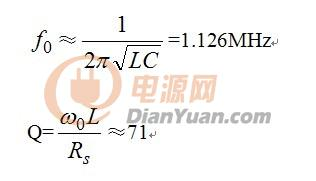 f₀ ≈ 1/(2π√LC) =1.126MHz
电源网
DianYuan.com
Q= ω₀L/Rₛ ≈71